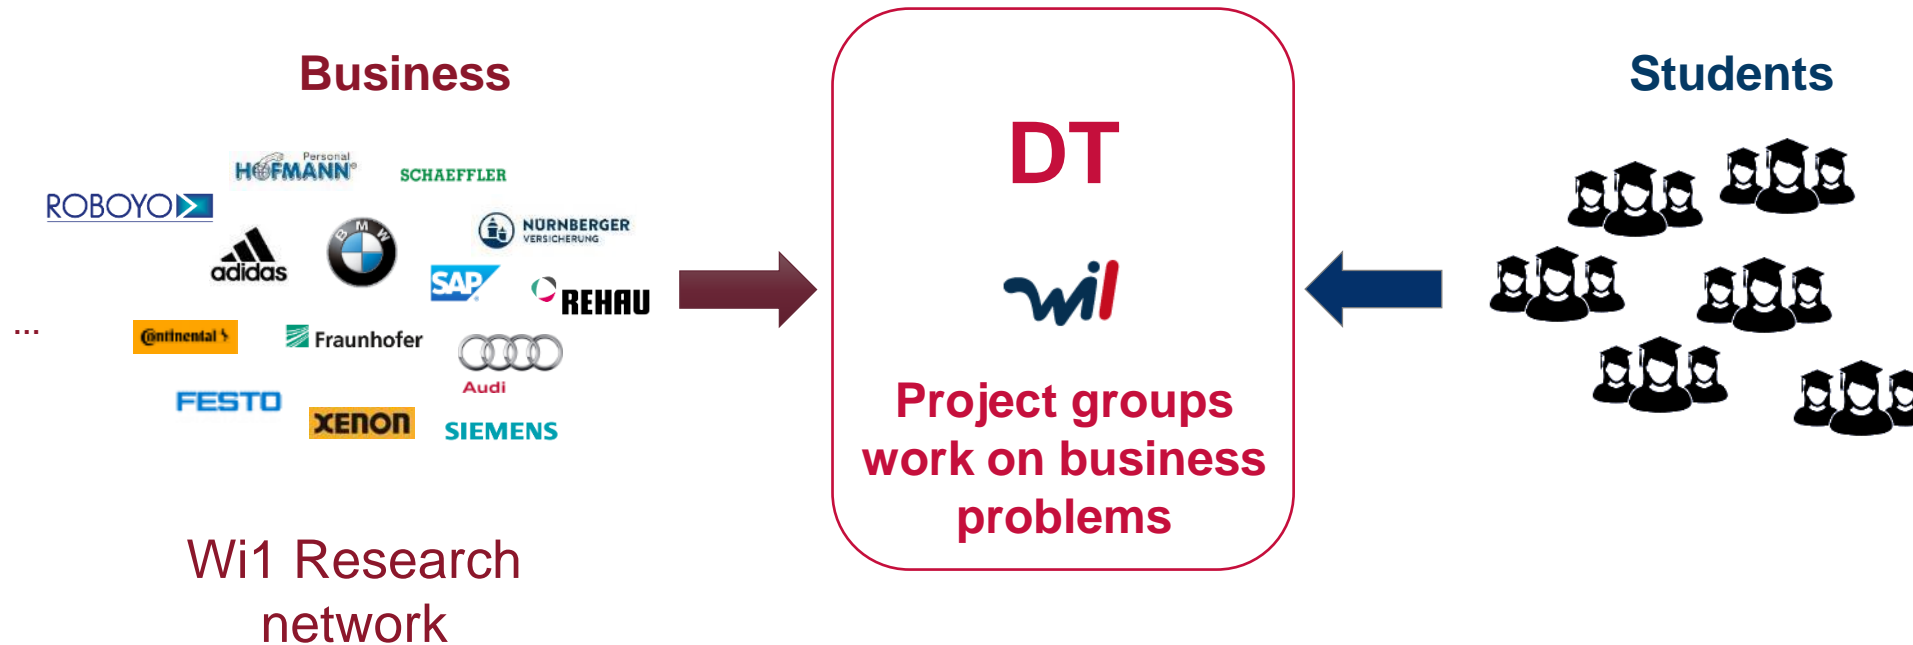 Business
Personal
HOFMANN®
SCHAEFFLER
ROBOYO
adidas
BMW
NÜRNBERGER
VERSICHERUNG
SAP
REHAU
...
Continental
Fraunhofer
Audi
FESTO
XENON
SIEMENS
Wi1 Research
network
DT
wi1
Project groups
work on business
problems
Students